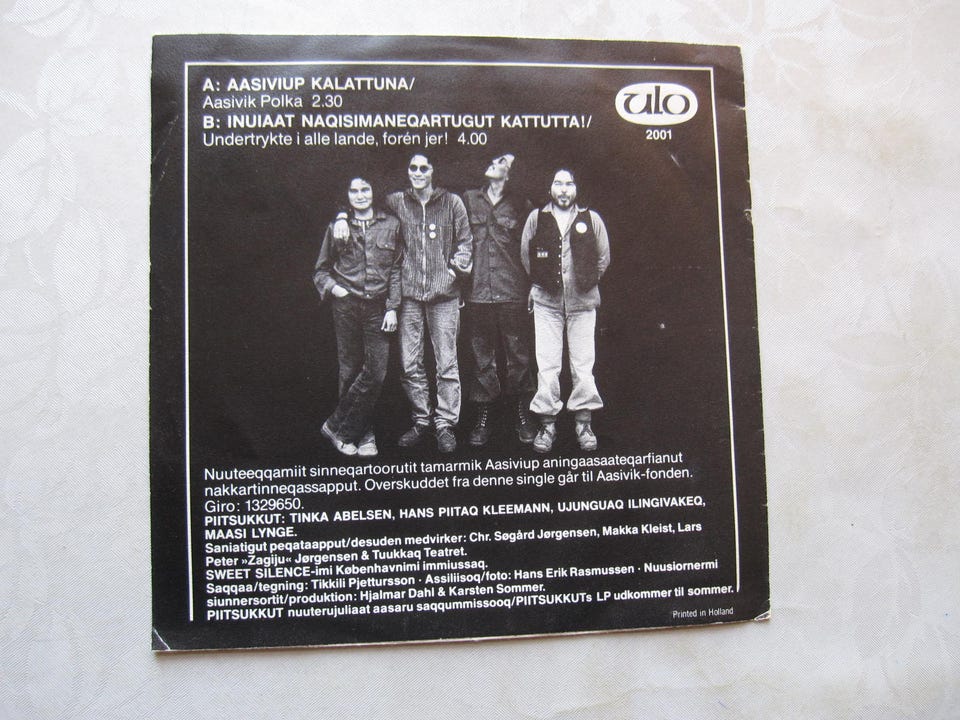 A: AASIVIUP KALATTUNA/
Aasivik Polka 2.30
B: INUIAAT NAQISIMANEQARTUGUT KATTUTTA!/
Undertrykte i alle lande, forén jer! 4.00
ulo
2001
Nuuteeqqamiit sinneqartoorutit tamarmik Aasiviup aningaasaateqarfianut
nakkartinneqassapput. Overskuddet fra denne single går til Aasivik-fonden.
Giro: 1329650.
PIITSUKKUT: TINKA ABELSEN, HANS PIITAQ KLEEMANN, UJUNGUAQ ILINGIVAKEQ,
MAASI LYNGE.
Saniatigut peqataapput/desuden medvirker: Chr. Søgård Jørgensen, Makka Kleist, Lars
Peter »Zagiju« Jørgensen & Tuukkaq Teatret.
SWEET SILENCE-imi Københavnimi immiussaq.
Saqqaa/tegning: Tikkili Pjettursson · Assiliisoq/foto: Hans Erik Rasmussen · Nuusiornermi
siunnersortit/produktion: Hjalmar Dahl & Karsten Sommer.
PIITSUKKUT nuuterujuliaat aasaru saqqummissooq/PIITSUKKUTs LP udkommer til sommer.
Printed in Holland